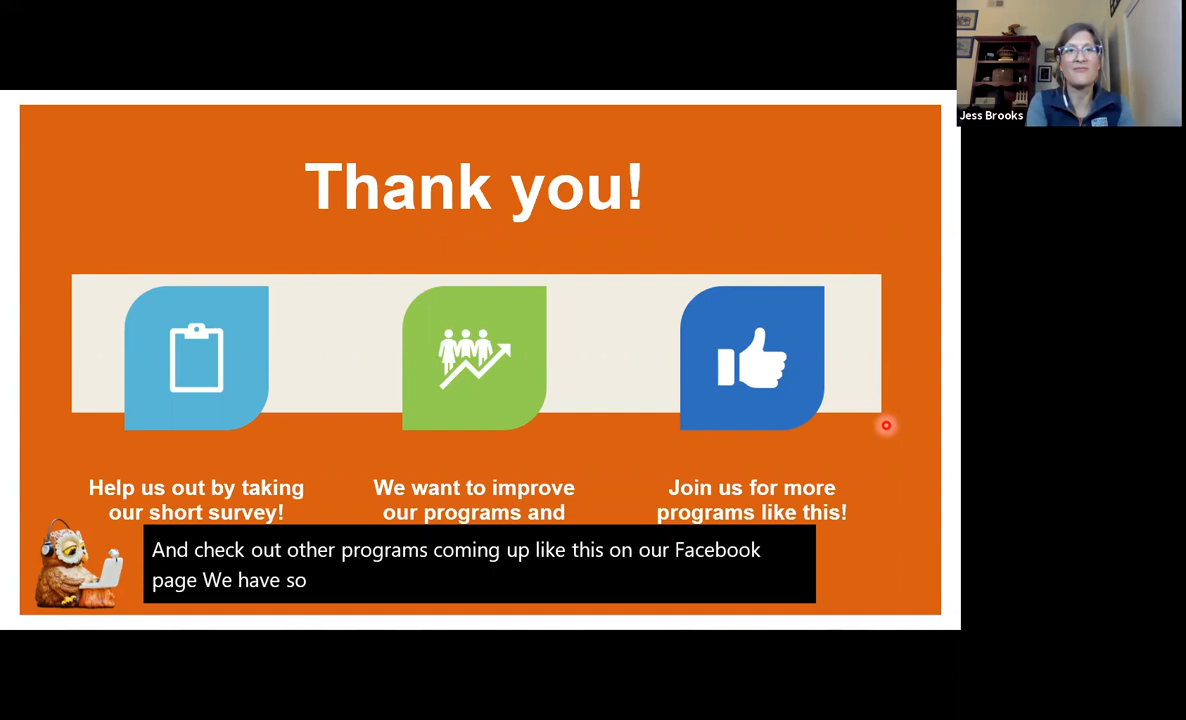 Jess Brooks
Thank you!
Help us out by taking
our short survey!
We want to improve
our programs and
Join us for more
programs like this!
And check out other programs coming up like this on our Facebook
page We have so